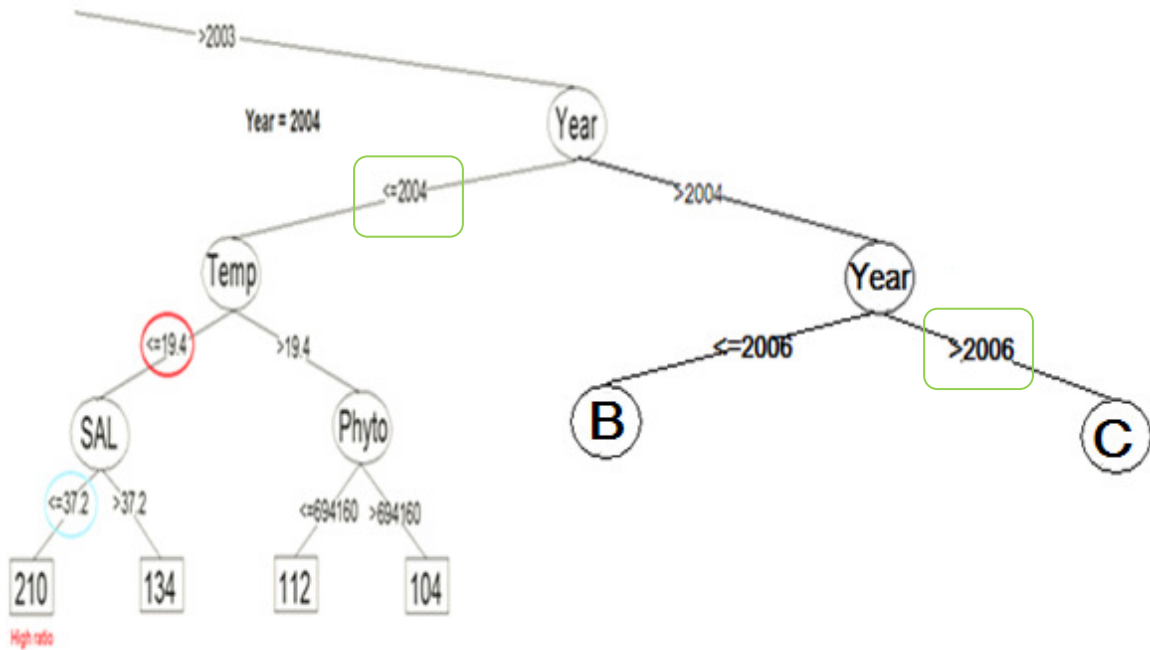 >2003
Year
Year = 2004
<=2004
>2004
Temp
Year
<=19.4
>19.4
<=2006
>2006
SAL
Phyto
B
C
<=37.2
>37.2
<=694160
>694160
210
134
112
104
High ratio